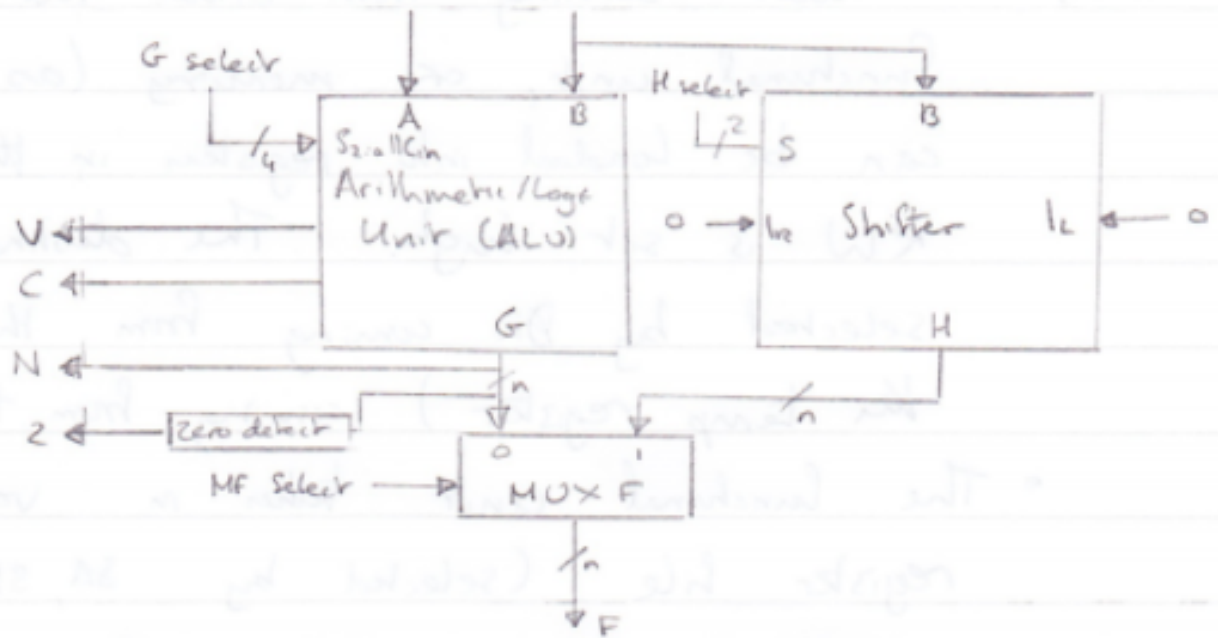 G select
H select
A
B
B
4
2
S2:0||Cin
S
Arithmetic/Logic
Unit (ALU)
V
0
IR
Shifter
IL
0
C
G
H
N
n
n
Z
Zero detect
0
1
MF Select
MUX F
n
F